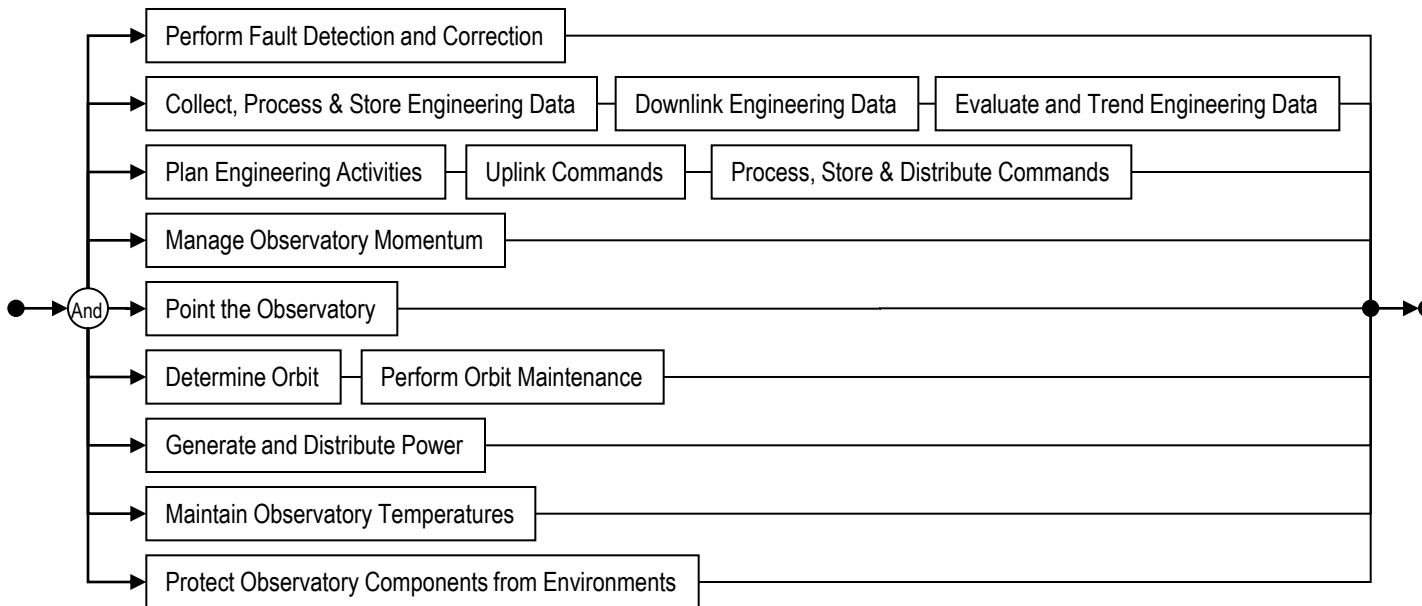 Perform Fault Detection and Correction
Collect, Process & Store Engineering Data
Downlink Engineering Data
Evaluate and Trend Engineering Data
Plan Engineering Activities
Uplink Commands
Process, Store & Distribute Commands
Manage Observatory Momentum
And
Point the Observatory
Determine Orbit
Perform Orbit Maintenance
Generate and Distribute Power
Maintain Observatory Temperatures
Protect Observatory Components from Environments